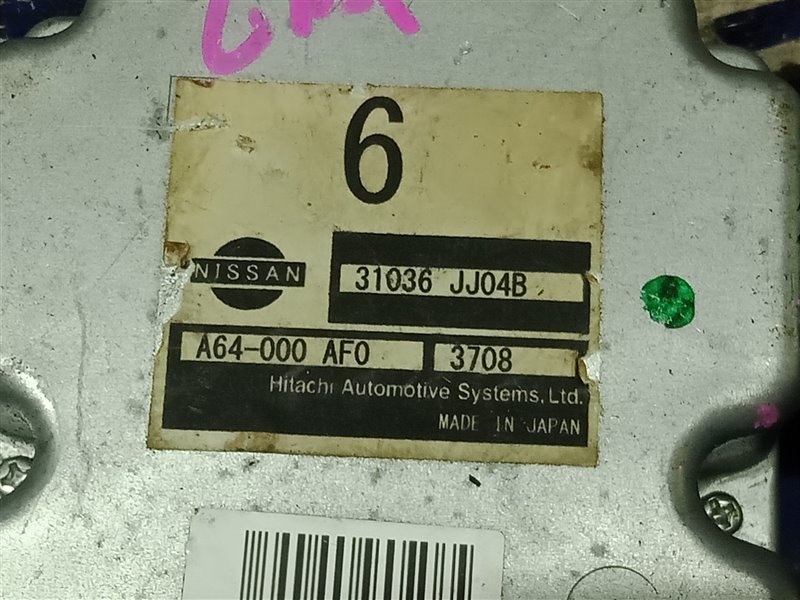 6
NISSAN
31036 JJ04B
A64-000 AF0
3708
Hitachi Automotive Systems, Ltd.
MADE IN JAPAN